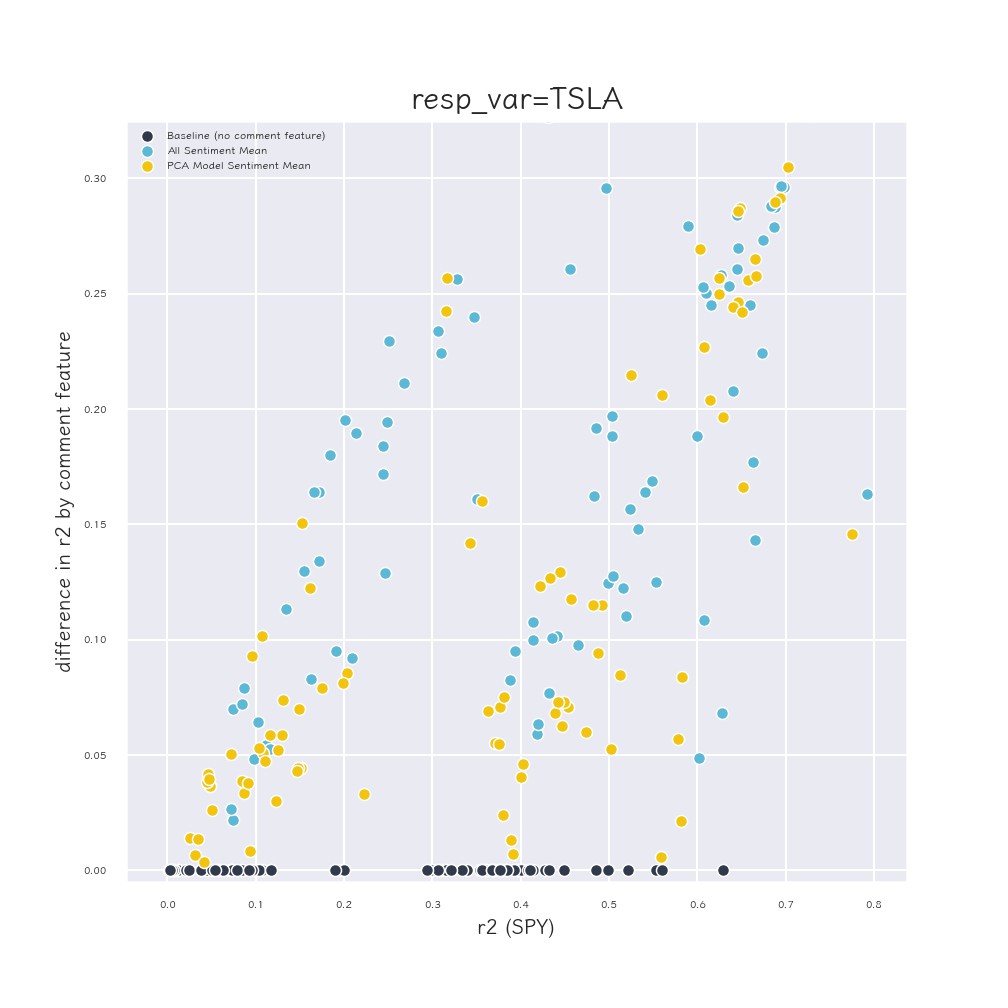 resp_var=TSLA
Baseline (no comment feature)
All Sentiment Mean
PCA Model Sentiment Mean
difference in r2 by comment feature
0.30
0.25
0.20
0.15
0.10
0.05
0.00
0.0 0.1 0.2 0.3 0.4 0.5 0.6 0.7 0.8
r2 (SPY)